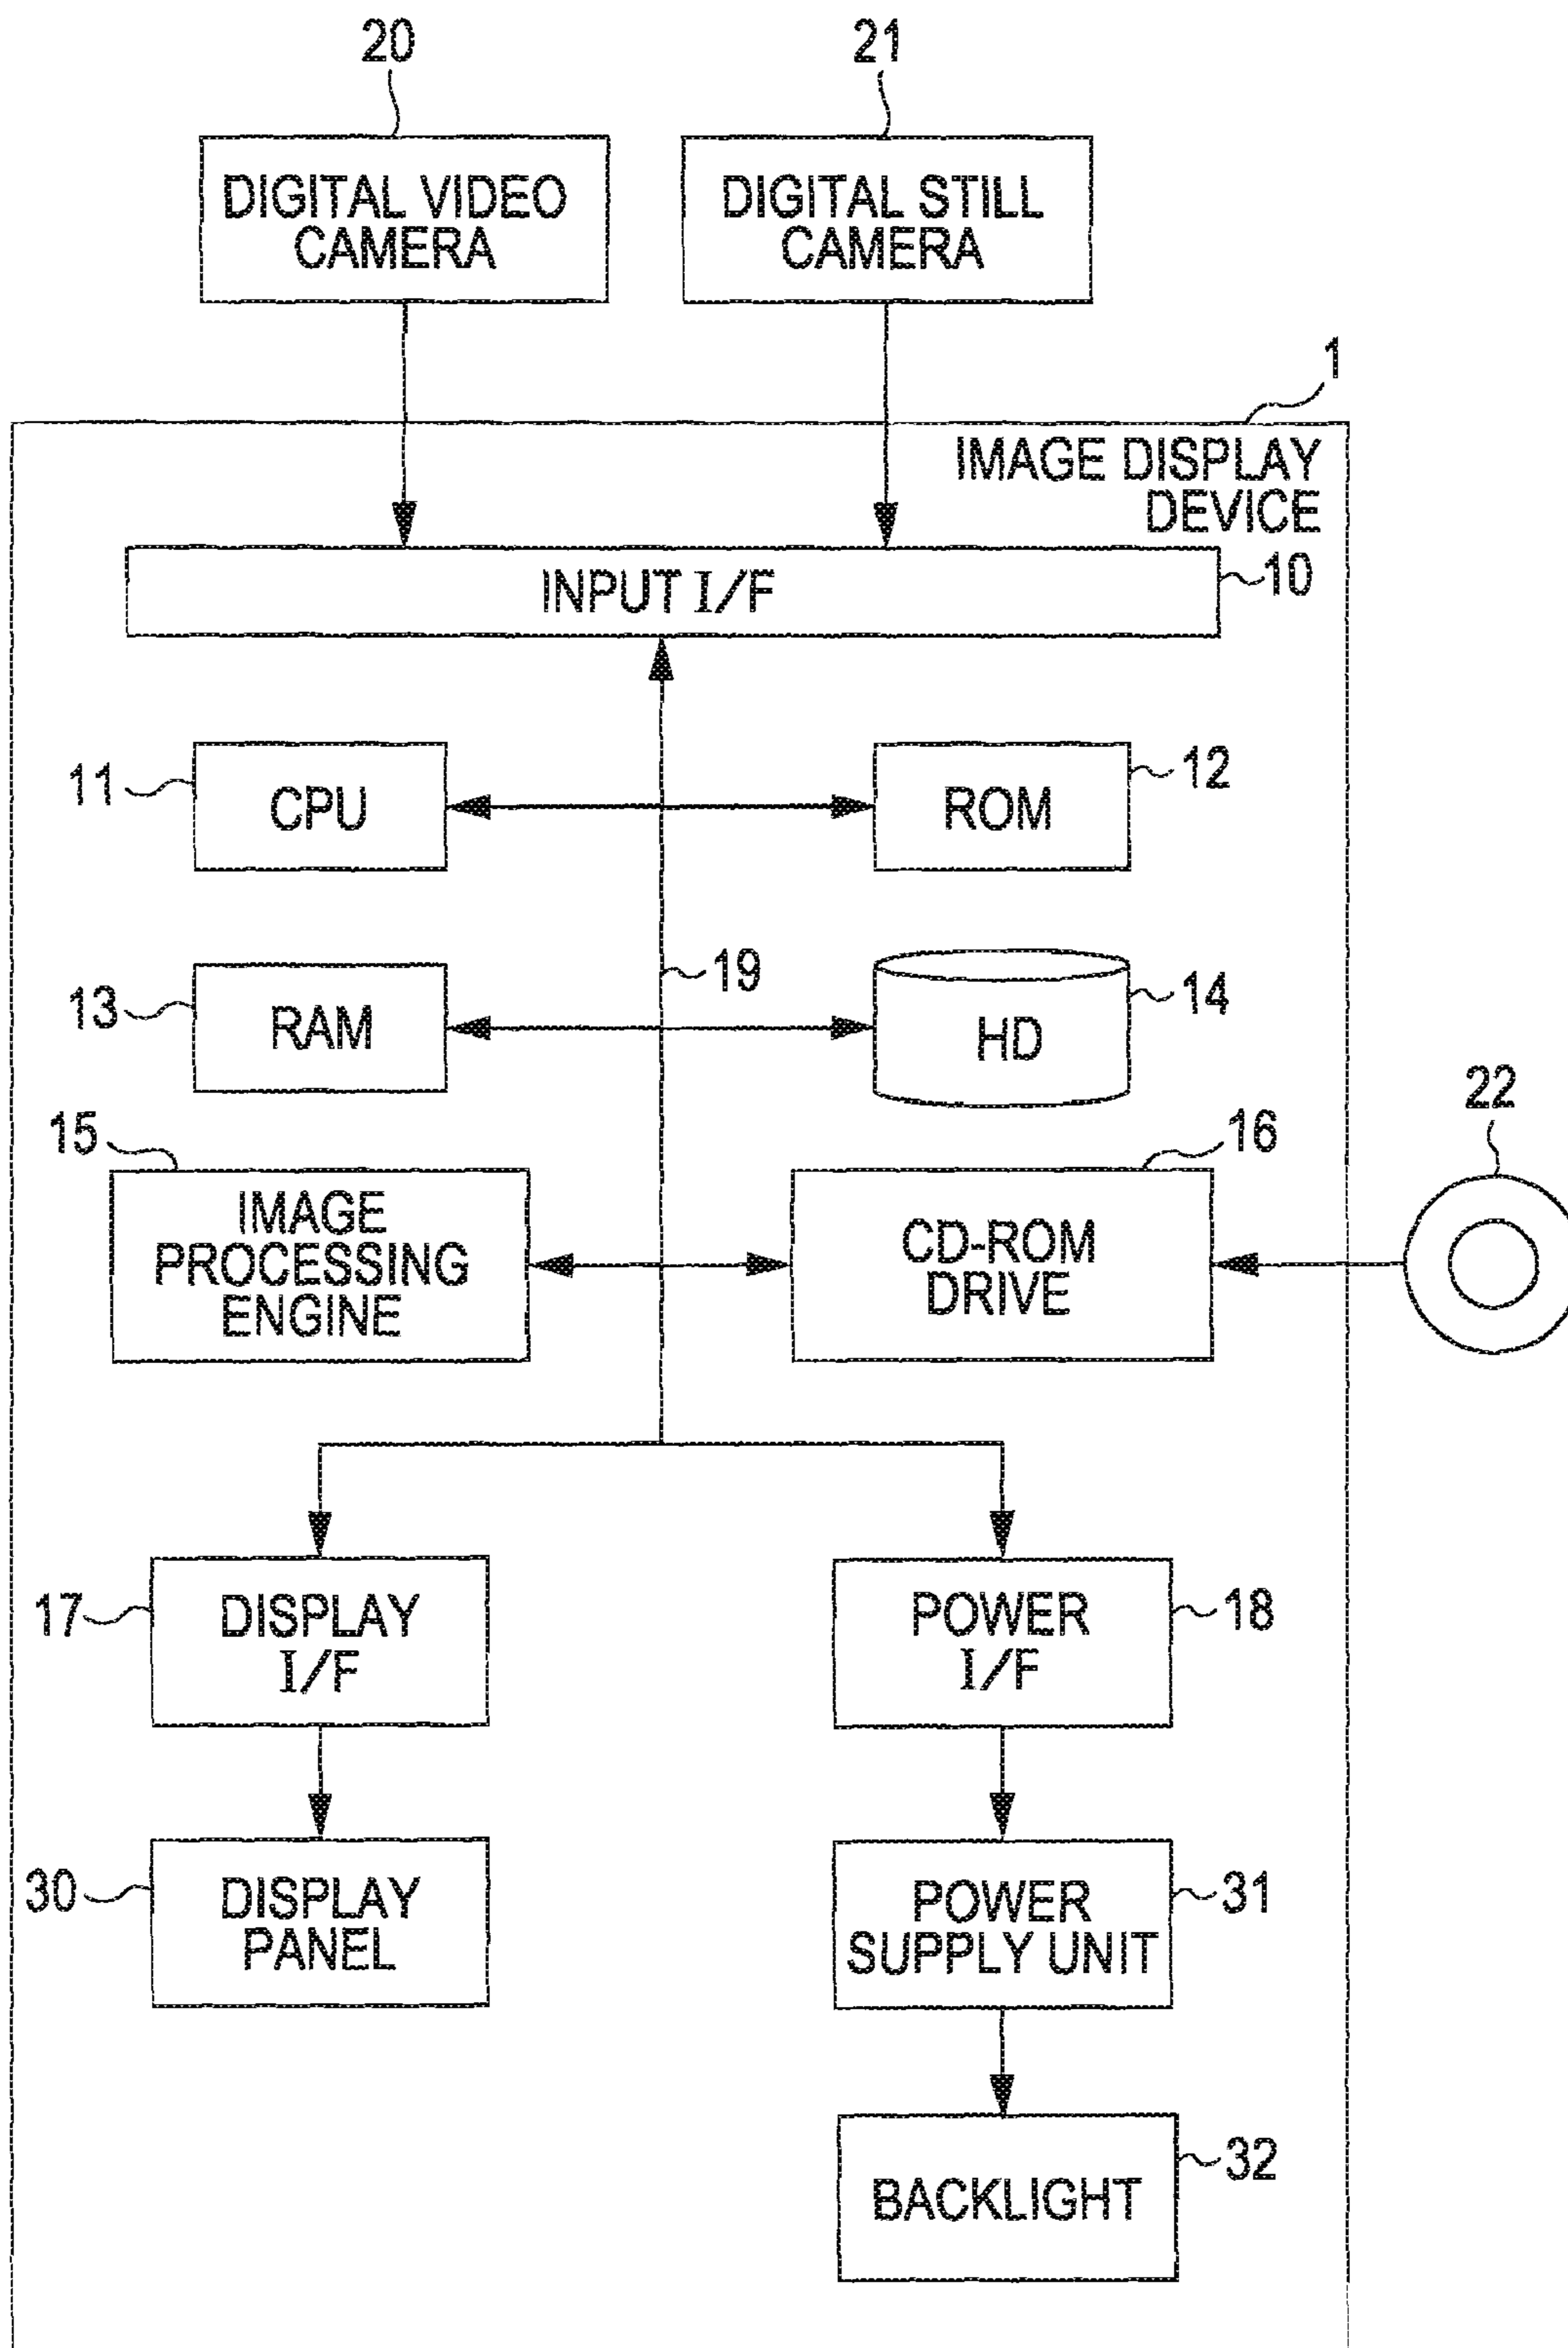 20
21
DIGITAL VIDEO
CAMERA
DIGITAL STILL
CAMERA
1
IMAGE DISPLAY
DEVICE
INPUT I/F
10
11
CPU
ROM
12
13
RAM
19
HD
14
15
IMAGE
PROCESSING
ENGINE
16
CD-ROM
DRIVE
22
17
DISPLAY
I/F
POWER
I/F
18
30
DISPLAY
PANEL
POWER
SUPPLY UNIT
31
BACKLIGHT
32